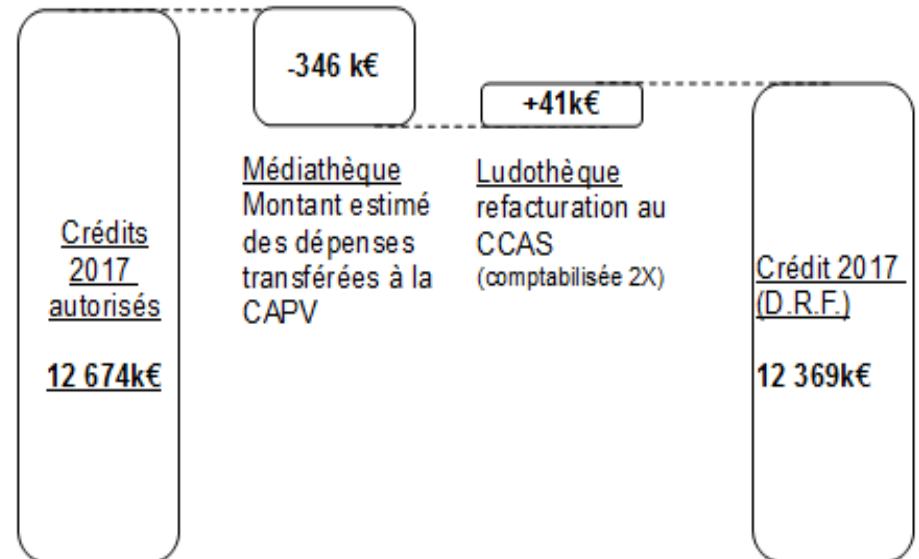 -346 k€
+41k€
Médiathèque
Montant estimé
des dépenses
transférées à la
CAPV
Ludothèque
refacturation au
CCAS
(comptabilisée 2X)
Crédits
2017
autorisés
12 674k€
Crédit 2017
(D.R.F.)
12 369k€